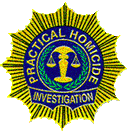 PRACTICAL HOMICIDE
INVESTIGATION